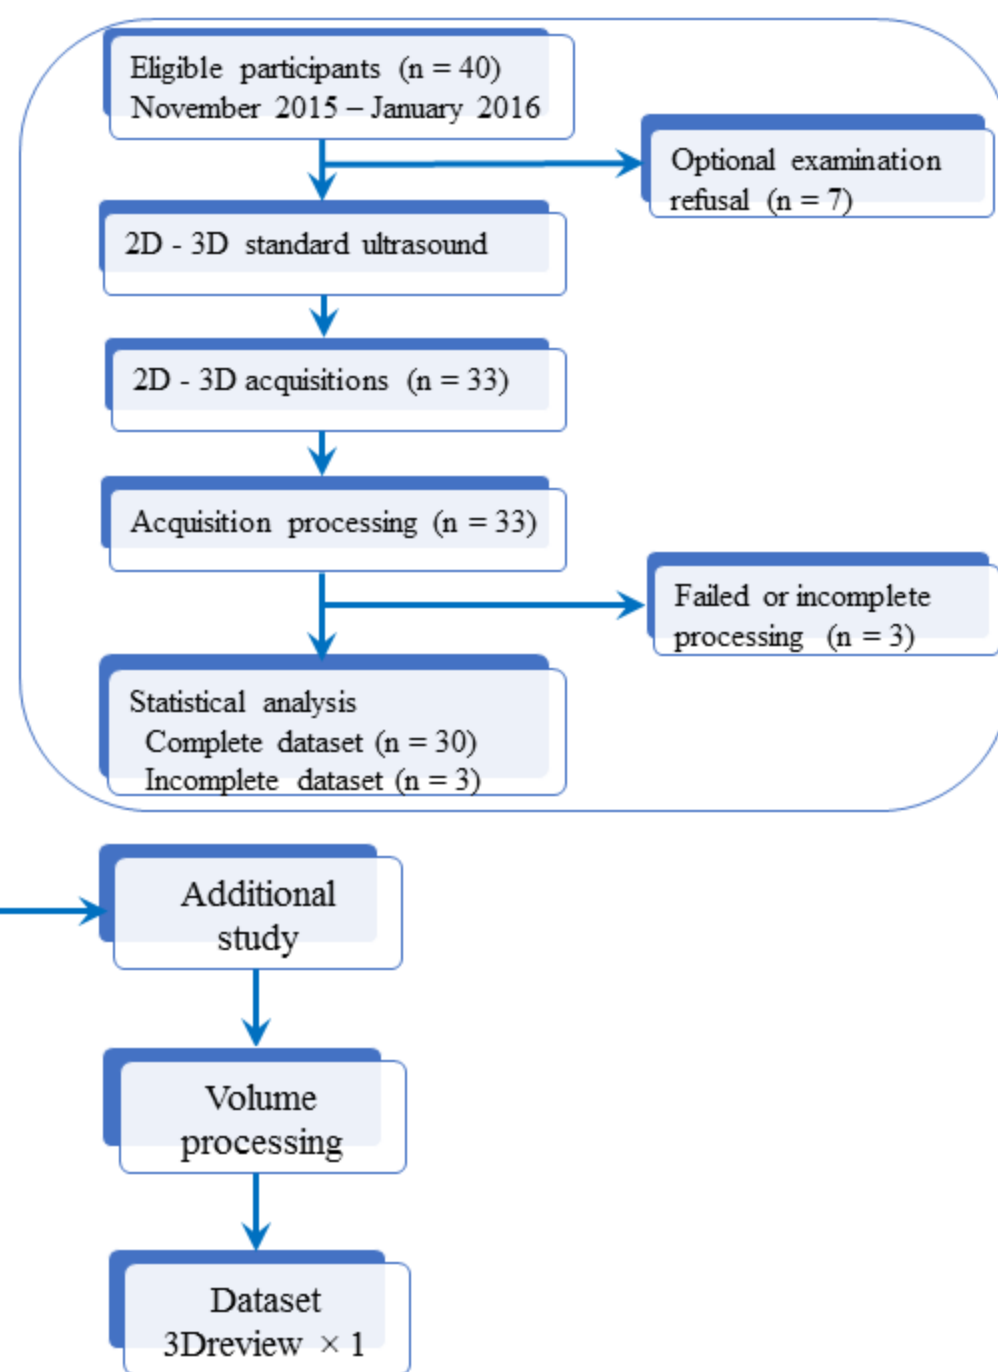 Eligible participants (n = 40)
November 2015 – January 2016
Optional examination
refusal (n = 7)
2D - 3D standard ultrasound
2D - 3D acquisitions (n = 33)
Acquisition processing (n = 33)
Failed or incomplete
processing (n = 3)
Statistical analysis
Complete dataset (n = 30)
Incomplete dataset (n = 3)
Additional
study
Volume
processing
Dataset
3Dreview × 1